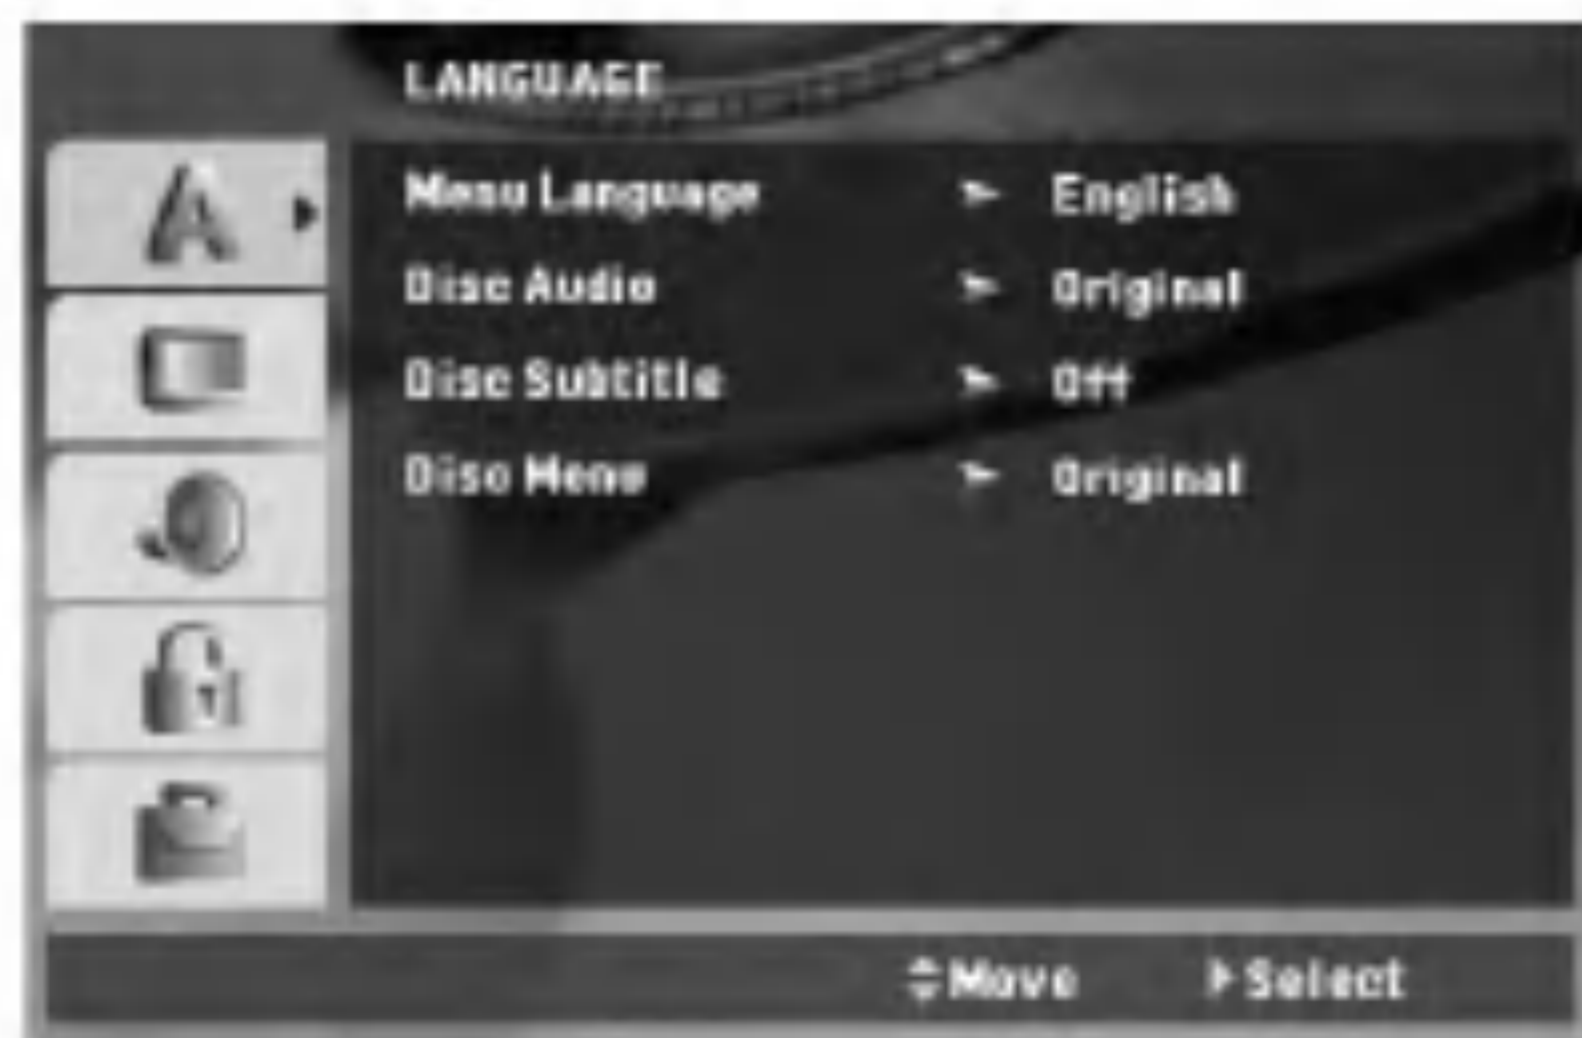 LANGUAGE
Menu Language ► English
Disc Audio ► Original
Disc Subtitle ► Off
Disc Menu ► Original
Move ► Select